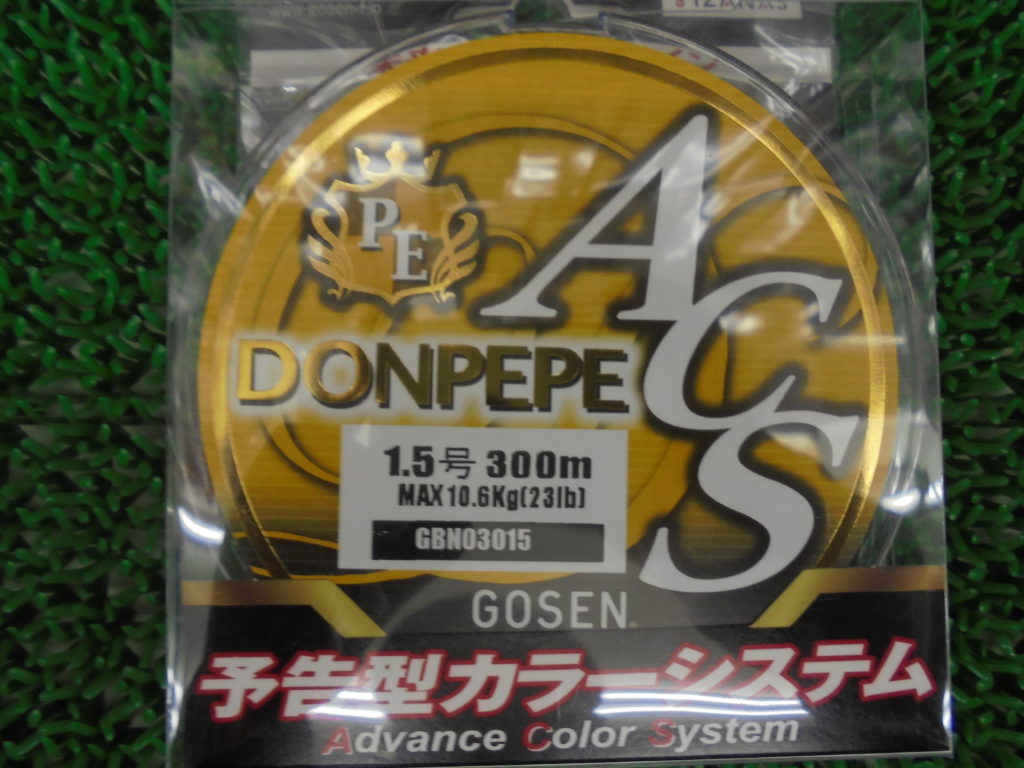 PE
ACS
DONPEPE
1.5号 300m
MAX10.6Kg(23lb)
GBN03015
GOSEN
予告型カラーシステム
Advance Color System